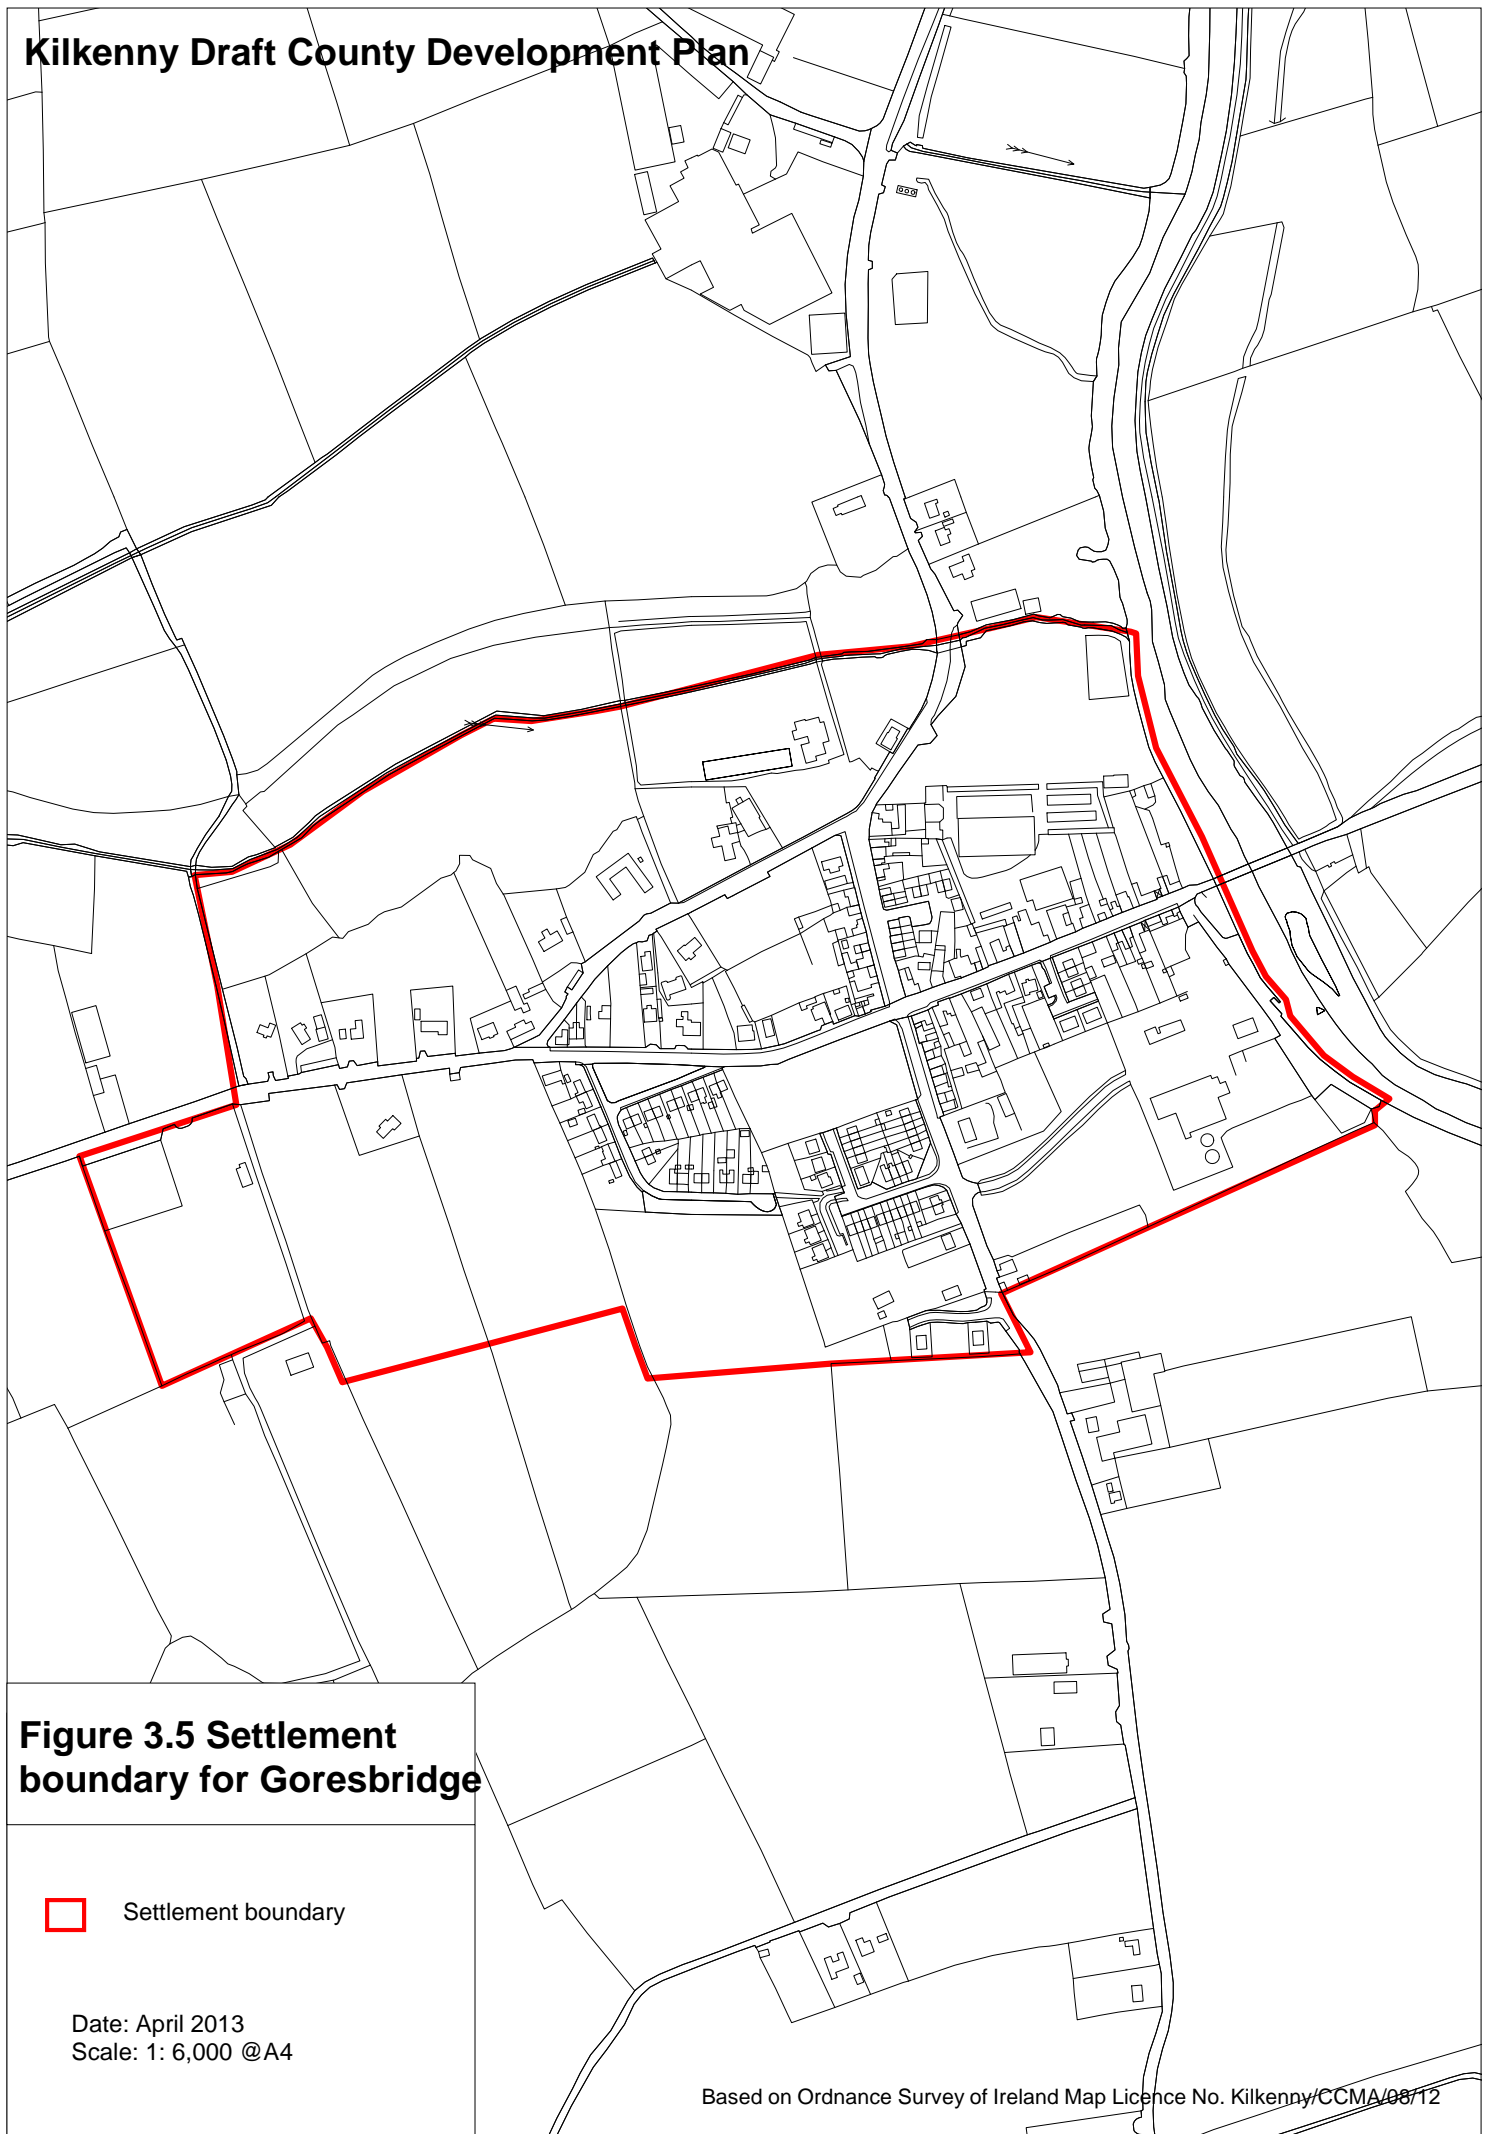 Kilkenny Draft County Development Plan
Figure 3.5 Settlement
boundary for Goresbridge
Settlement boundary
Date: April 2013
Scale: 1: 6,000 @A4
Based on Ordnance Survey of Ireland Map Licence No. Kilkenny/CCMA/08/12